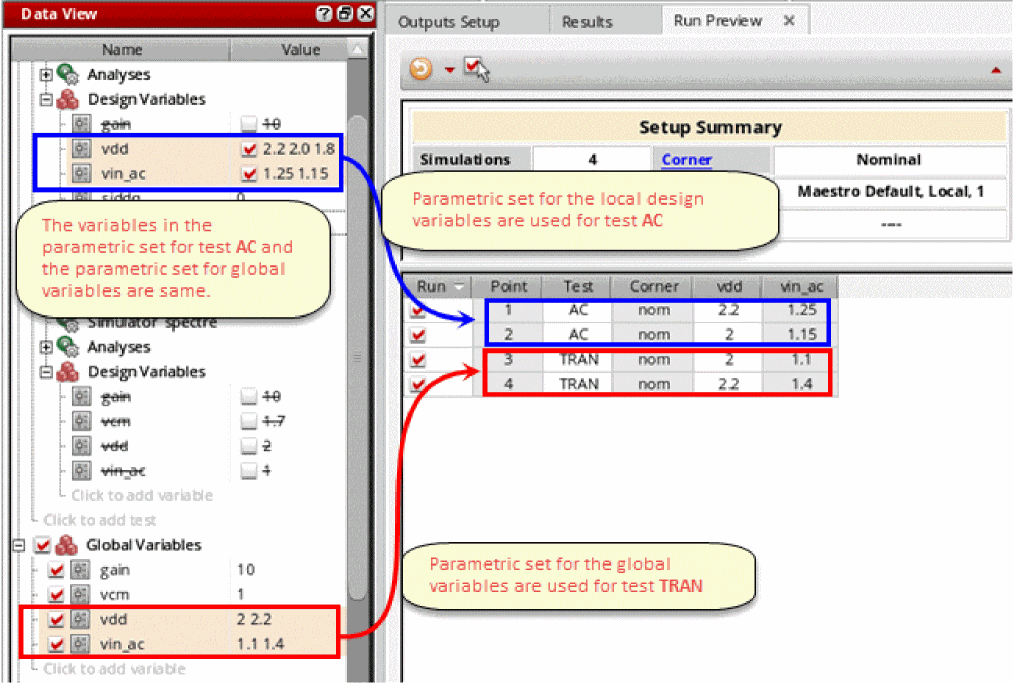 Data View
Name Value
Analyses
Design Variables
gain 10
vdd 2.2 2.0 1.8
vin_ac 1.25 1.15
The variables in the
parametric set for test AC and
the parametric set for global
variables are same.
Simulator spectre
Analyses
Design Variables
gain 10
vcm 1.7
vdd 2
vin_ac 1
Click to add variable
Click to add test
Global Variables
gain 10
vcm 1
vdd 2 2.2
vin_ac 1.1 1.4
Click to add variable
Outputs Setup Results Run Preview
Setup Summary
Simulations 4 Corner Nominal
Maestro Default, Local, 1
----
Parametric set for the local design
variables are used for test AC
Run Point Test Corner vdd vin_ac
1 AC nom 2.2 1.25
2 AC nom 2 1.15
3 TRAN nom 2 1.1
4 TRAN nom 2.2 1.4
Parametric set for the global
variables are used for test TRAN